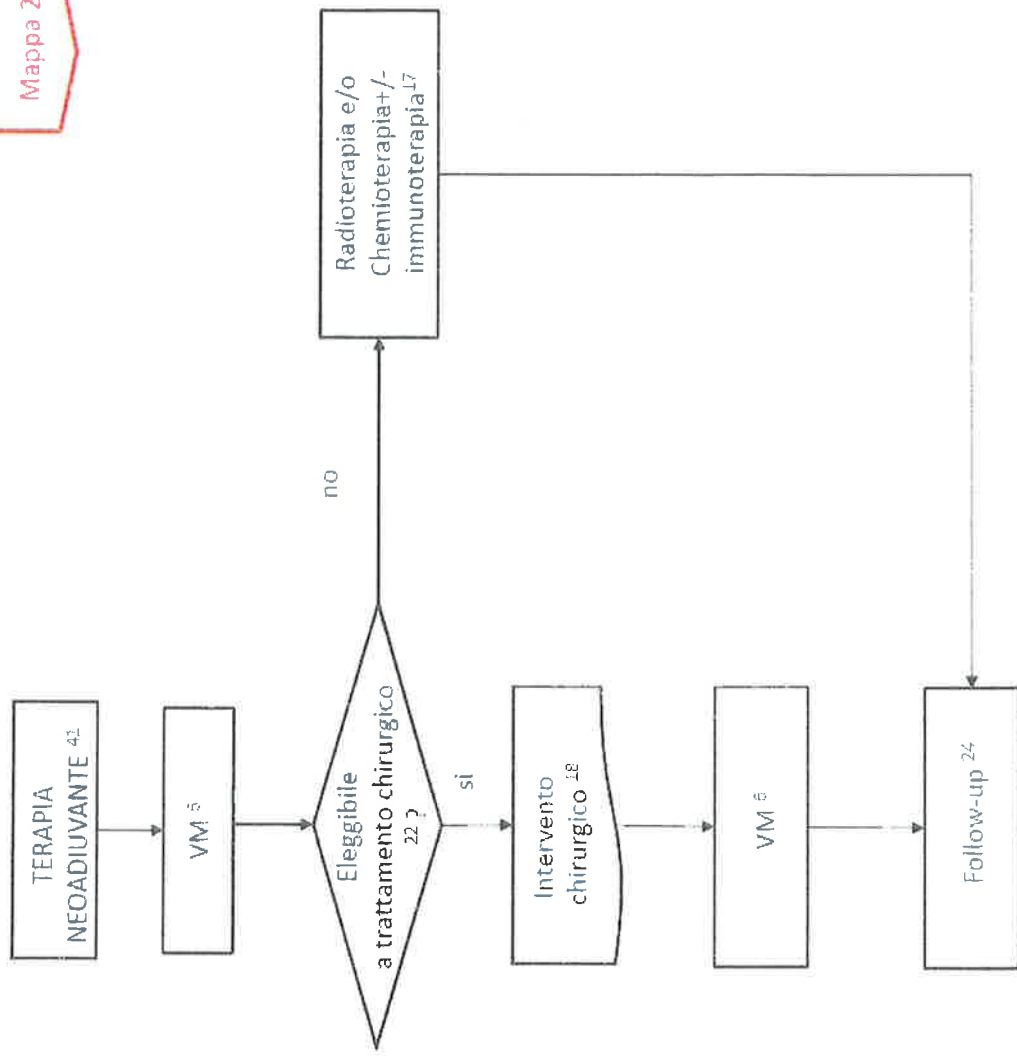 Mappa 2
TERAPIA
NEOADIUVANTE 41
VM 6
Eleggibile
a trattamento chirurgico
22 ?
no
Radioterapia e/o
Chemioterapia+/-
immunoterapia17
si
Intervento
chirurgico 18
VM 6
Follow-up 24